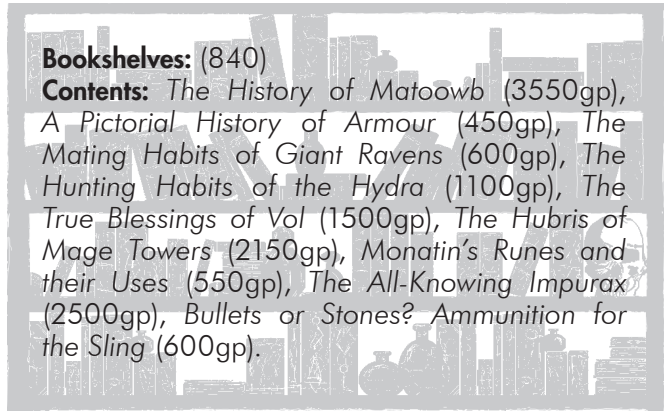 Bookshelves: (840)
Contents: The History of Matoowb (3550gp),
A Pictorial History of Armour (450gp), The
Mating Habits of Giant Ravens (600gp), The
Hunting Habits of the Hydra (1100gp), The
True Blessings of Vol (1500gp), The Hubris of
Mage Towers (2150gp), Monatin’s Runes and
their Uses (550gp), The All-Knowing Impurax
(2500gp), Bullets or Stones? Ammunition for
the Sling (600gp).